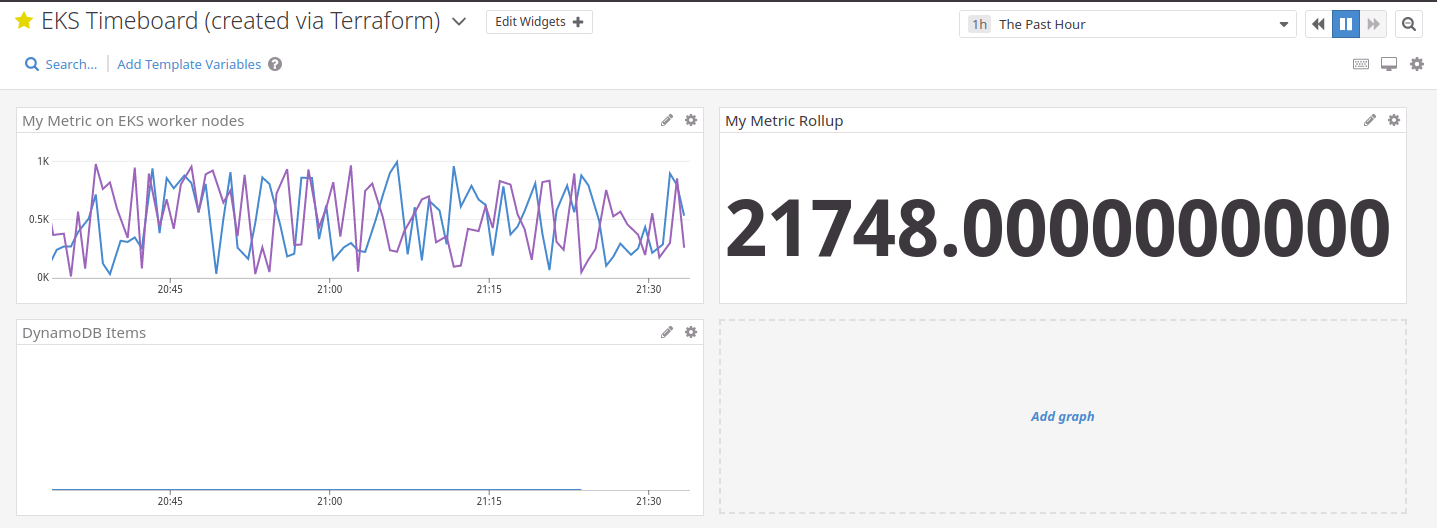 EKS Timeboard (created via Terraform)
Edit Widgets
1h The Past Hour
Search...
Add Template Variables ?
My Metric on EKS worker nodes
1K
0.5K
0K
20:45 21:00 21:15 21:30
My Metric Rollup
21748.0000000000
DynamoDB Items
20:45 21:00 21:15 21:30
Add graph